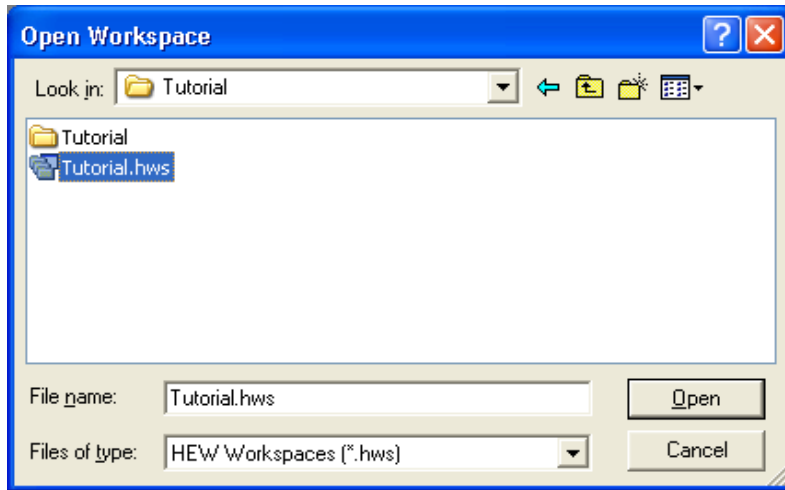 Open Workspace
Look in: Tutorial
Tutorial
Tutorial.hws
File name: Tutorial.hws Open
Files of type: HEW Workspaces (*.hws) Cancel